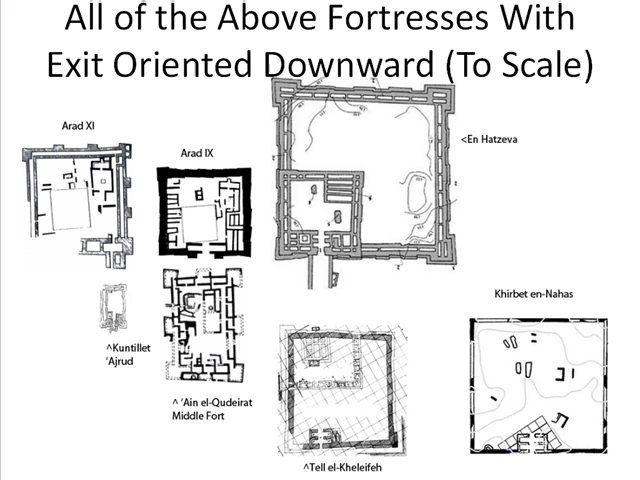 All of the Above Fortresses With
Exit Oriented Downward (To Scale)
Arad XI
Arad IX
<En Hatzeva
Khirbet en-Nahas
^Kuntillet
‘Ajrud
^ ‘Ain el-Qudeirat
Middle Fort
^Tell el-Kheleifeh